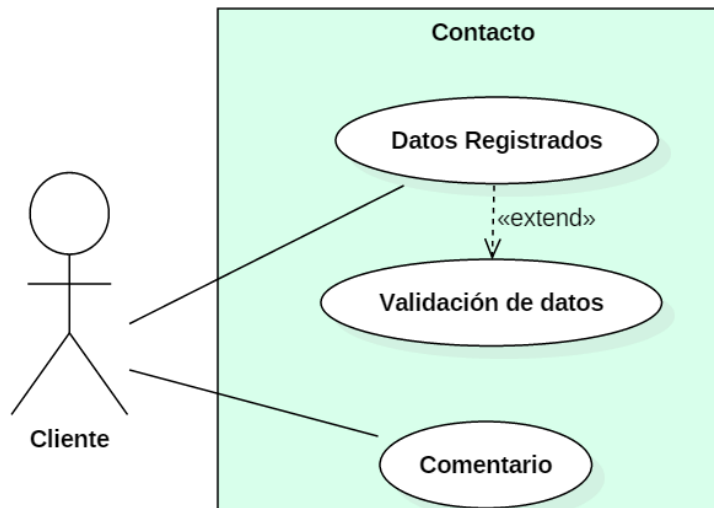 Contacto
Datos Registrados
«extend»
Validación de datos
Cliente
Comentario